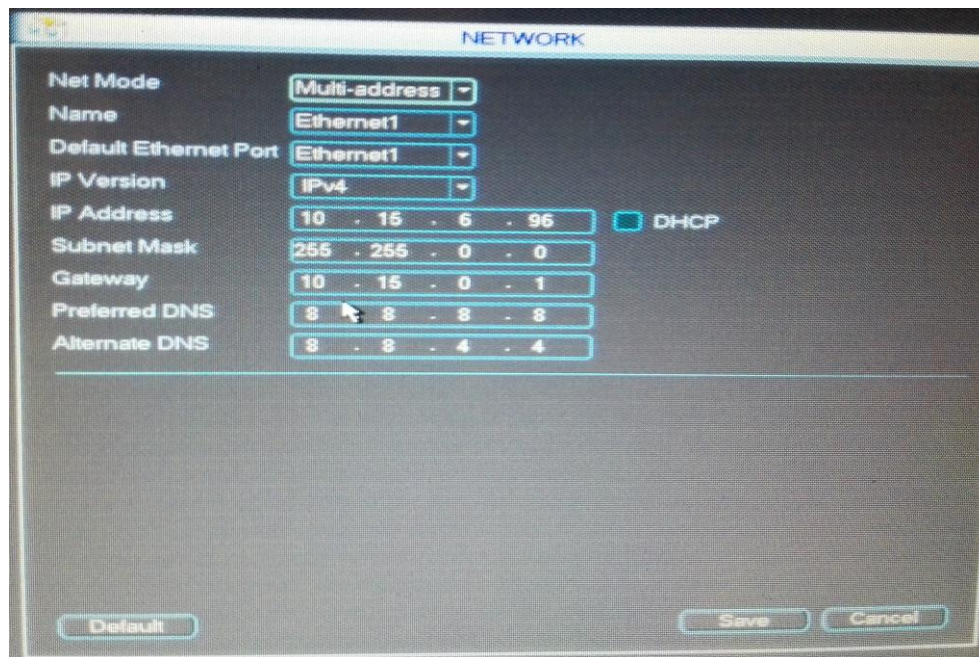 NETWORK
Net Mode Multi-address
Name Ethernet1
Default Ethernet Port Ethernet1
IP Version IPv4
IP Address 10 . 15 . 6 . 96 DHCP
Subnet Mask 255 . 255 . 0 . 0
Gateway 10 . 15 . 0 . 1
Preferred DNS 8 . 8 . 8 . 8
Alternate DNS 8 . 8 . 4 . 4
Default Save Cancel